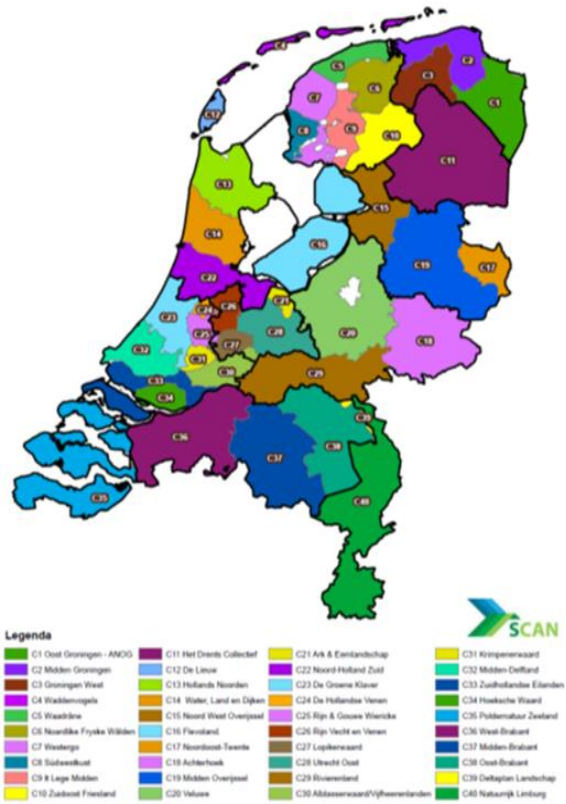 C4
C5
C6
C2
C3
C1
C7
C8
C9
C10
C12
C11
C13
C15
C14
C16
C19
C17
C22
C21
C23
C24
C26
C25
C28
C20
C18
C32
C31
C27
C30
C33
C29
C34
C39
C36
C38
C37
C35
C40
SCAN
Legenda
C1 Oost Groningen - ANOG
C2 Midden Groningen
C3 Groningen West
C4 Waddenvogels
C5 Waadrâne
C6 Noardlike Fryske Wâlden
C7 Westergo
C8 Súdwestkust
C9 It Lege Midden
C10 Zuidoost Friesland
C11 Het Drents Collectief
C12 De Lieuw
C13 Hollands Noorden
C14 Water, Land en Dijken
C15 Noord West Overijssel
C16 Flevoland
C17 Noordoost-Twente
C18 Achterhoek
C19 Midden Overijssel
C20 Veluwe
C21 Ark & Eemlandschap
C22 Noord-Holland Zuid
C23 De Groene Klaver
C24 De Hollandse Venen
C25 Rijn & Gouwe Wiericke
C26 Rijn Vecht en Venen
C27 Lopikerwaard
C28 Utrecht Oost
C29 Rivierenland
C30 Alblasserwaard/Vijfheerenlanden
C31 Krimpenerwaard
C32 Midden-Delfland
C33 Zuidhollandse Eilanden
C34 Hoeksche Waard
C35 Poldernatuur Zeeland
C36 West-Brabant
C37 Midden-Brabant
C38 Oost-Brabant
C39 Deltaplan Landschap
C40 Natuurrijk Limburg